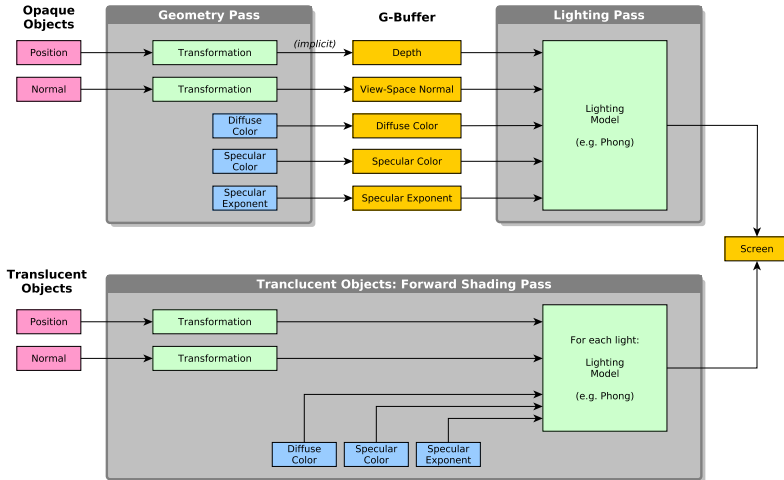 Opaque
Objects
Geometry Pass
G-Buffer
Lighting Pass
Position
Transformation
(implicit)
Depth
Normal
Transformation
View-Space Normal
Diffuse
Color
Diffuse Color
Specular
Color
Specular Color
Specular
Exponent
Specular Exponent
Lighting
Model
(e.g. Phong)
Screen
Translucent
Objects
Tranclucent Objects: Forward Shading Pass
Position
Transformation
Normal
Transformation
For each light:
Lighting
Model
(e.g. Phong)
Diffuse
Color
Specular
Color
Specular
Exponent